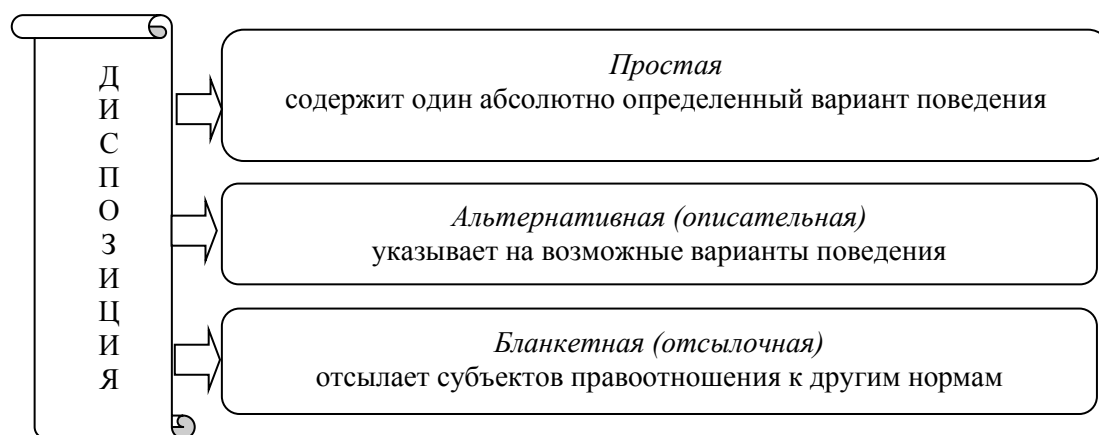 ДИСПОЗИЦИЯ
Простая
содержит один абсолютно определенный вариант поведения
Альтернативная (описательная)
указывает на возможные варианты поведения
Бланкетная (отсылочная)
отсылает субъектов правоотношения к другим нормам